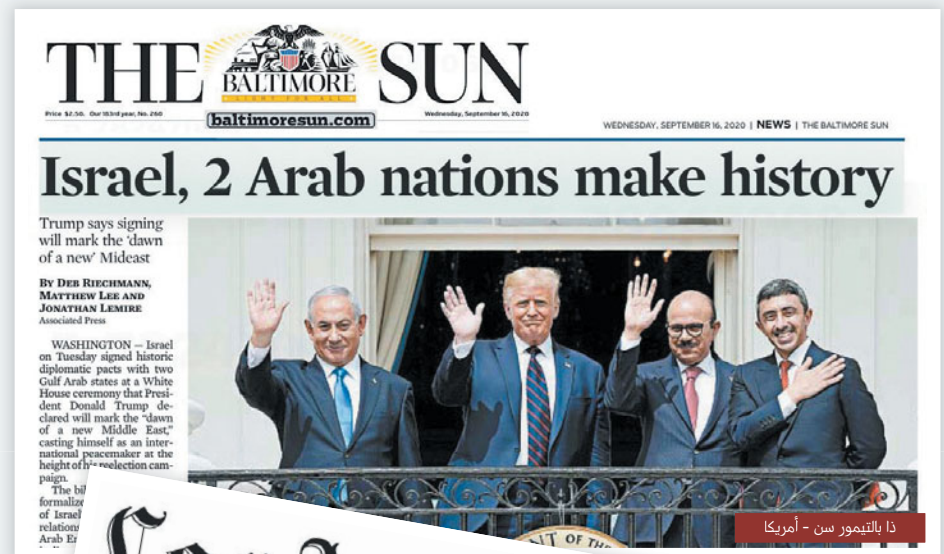 THE BALTIMORE SUN
LIGHT FOR ALL
Price $2.50. Our 183rd year, No. 260
baltimoresun.com
Wednesday, September 16, 2020
WEDNESDAY, SEPTEMBER 16, 2020 | NEWS | THE BALTIMORE SUN
Israel, 2 Arab nations make history
Trump says signing
will mark the ‘dawn
of a new’ Mideast
BY DEB RIECHMANN,
MATTHEW LEE AND
JONATHAN LEMIRE
Associated Press
WASHINGTON — Israel
on Tuesday signed historic
diplomatic pacts with two
Gulf Arab states at a White
House ceremony that Presi-
dent Donald Trump de-
clared will mark the “dawn
of a new Middle East,”
casting himself as an inter-
national peacemaker at the
height of his reelection cam-
paign.
The
formalize
of Israel
relations
Arab
OF THE
ذا بالتيمور سن - أمريكا